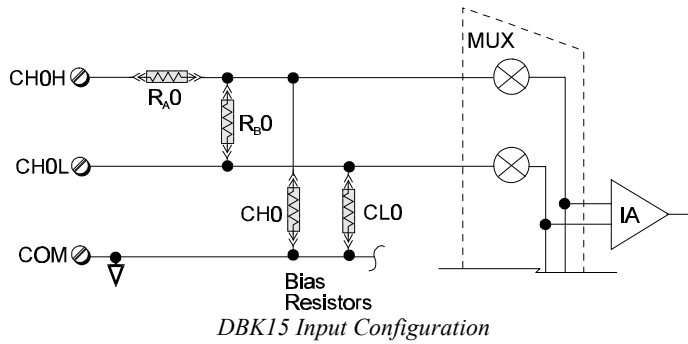 MUX
CH0H
RA0
RB0
CH0L
CH0
CL0
IA
COM
Bias
Resistors
DBK15 Input Configuration